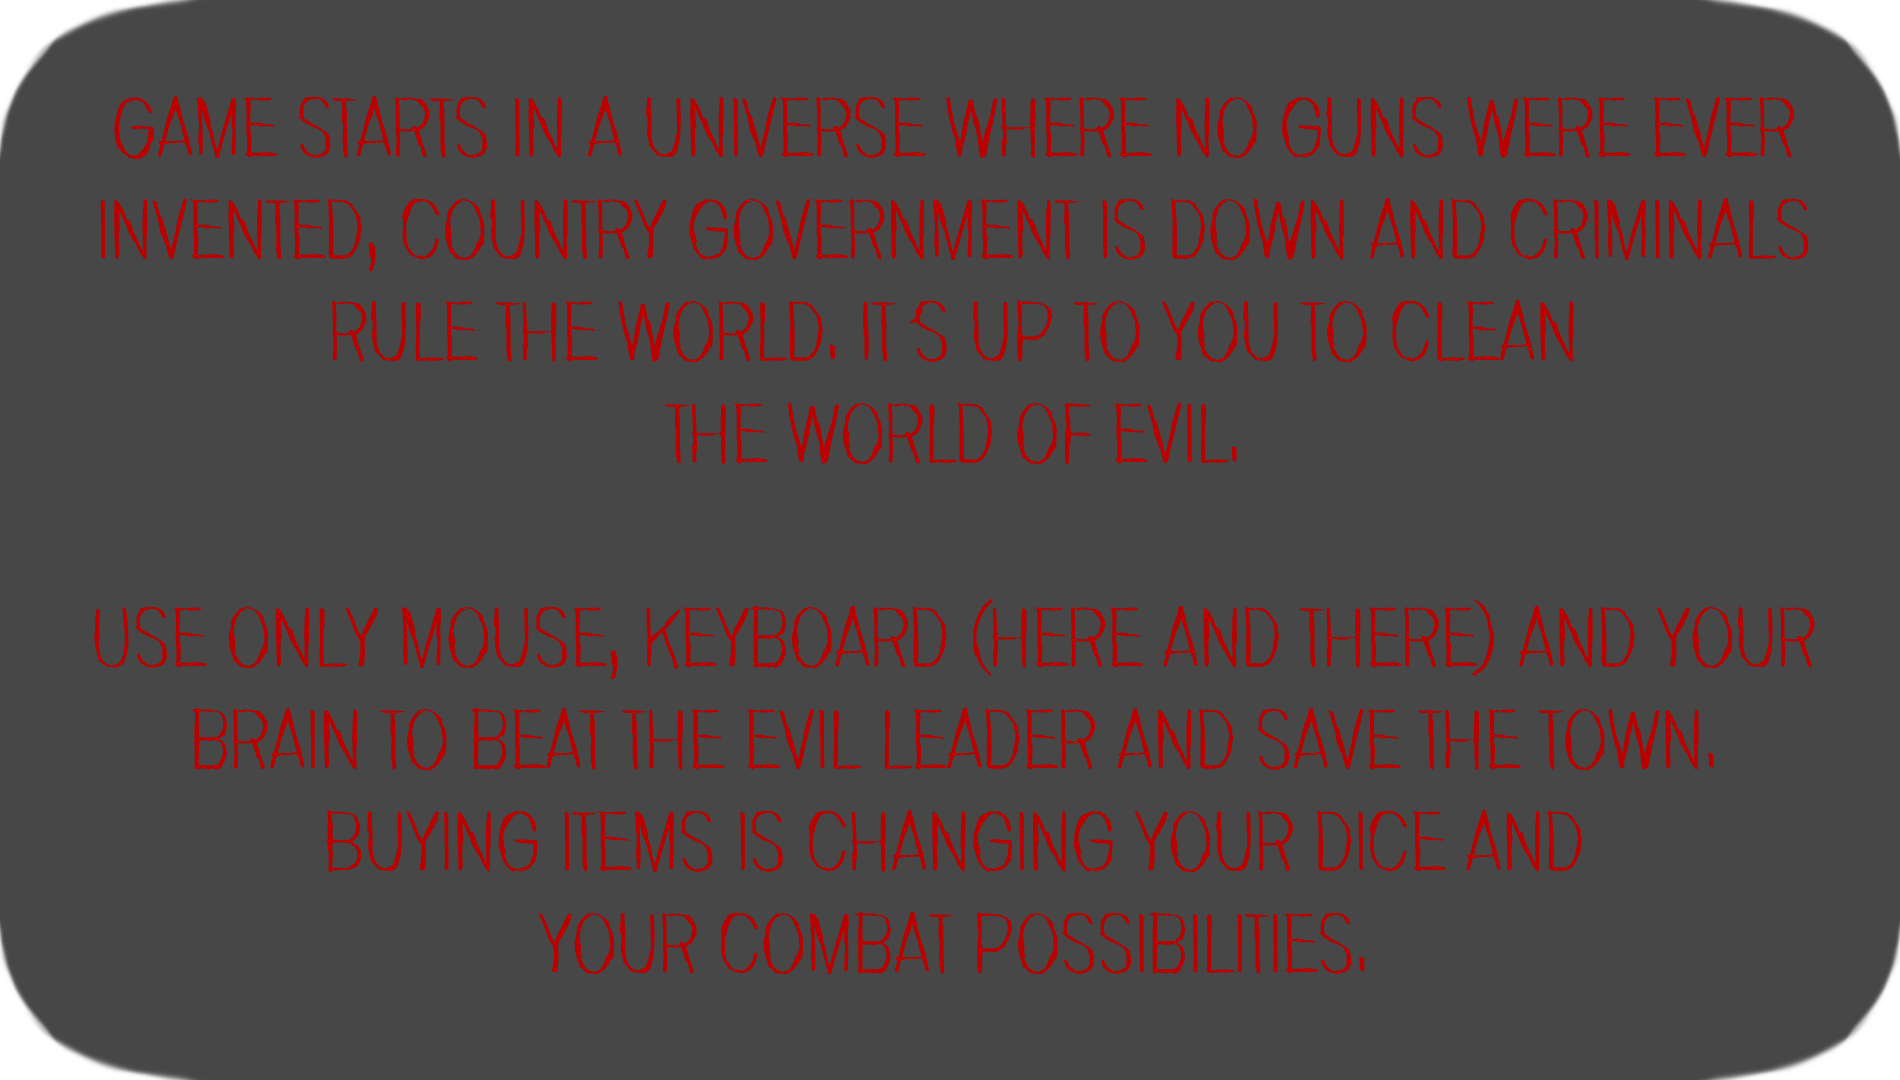 GAME STARTS IN A UNIVERSE WHERE NO GUNS WERE EVER
INVENTED, COUNTRY GOVERNMENT IS DOWN AND CRIMINALS
RULE THE WORLD. IT S UP TO YOU TO CLEAN
THE WORLD OF EVIL.
USE ONLY MOUSE, KEYBOARD (HERE AND THERE) AND YOUR
BRAIN TO BEAT THE EVIL LEADER AND SAVE THE TOWN.
BUYING ITEMS IS CHANGING YOUR DICE AND
YOUR COMBAT POSSIBILITIES.